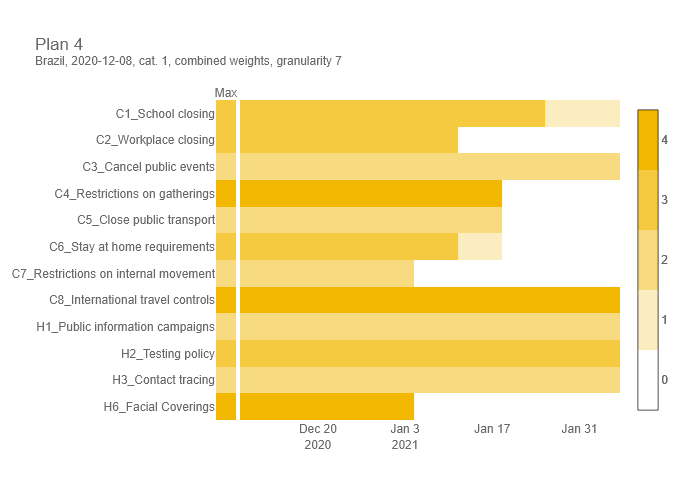 Plan 4
Brazil, 2020-12-08, cat. 1, combined weights, granularity 7
Max
C1_School closing
C2_Workplace closing
C3_Cancel public events
C4_Restrictions on gatherings
C5_Close public transport
C6_Stay at home requirements
C7_Restrictions on internal movement
C8_International travel controls
H1_Public information campaigns
H2_Testing policy
H3_Contact tracing
H6_Facial Coverings
Dec 20 Jan 3 Jan 17 Jan 31
2020 2021
4
3
2
1
0